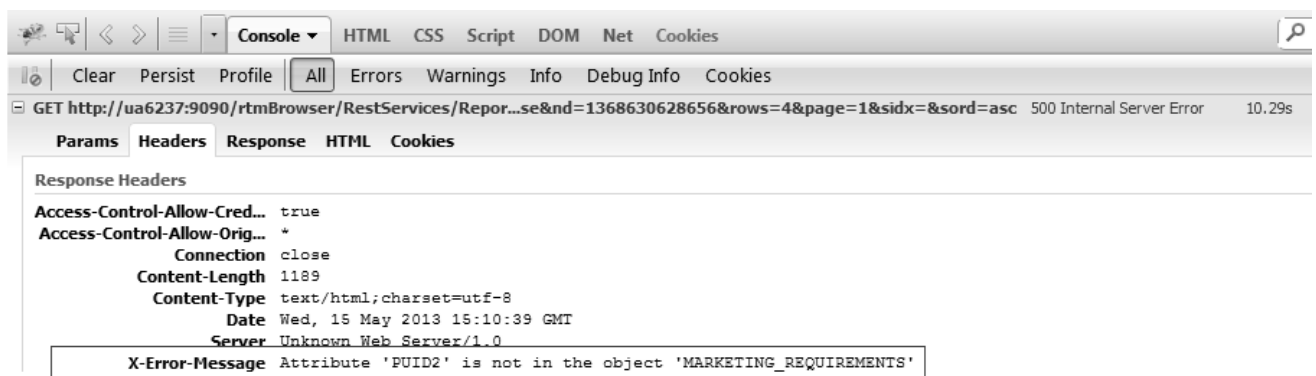 Console ▾ HTML CSS Script DOM Net Cookies
Clear Persist Profile All Errors Warnings Info Debug Info Cookies
GET http://ua6237:9090/rtmBrowser/RestServices/Repor...se&nd=1368630628656&rows=4&page=1&sidx=&sord=asc 500 Internal Server Error 10.29s
Params Headers Response HTML Cookies
Response Headers
Access-Control-Allow-Cred... true
Access-Control-Allow-Orig... *
Connection close
Content-Length 1189
Content-Type text/html;charset=utf-8
Date Wed, 15 May 2013 15:10:39 GMT
Server Unknown Web Server/1.0
X-Error-Message Attribute 'PUID2' is not in the object 'MARKETING_REQUIREMENTS'